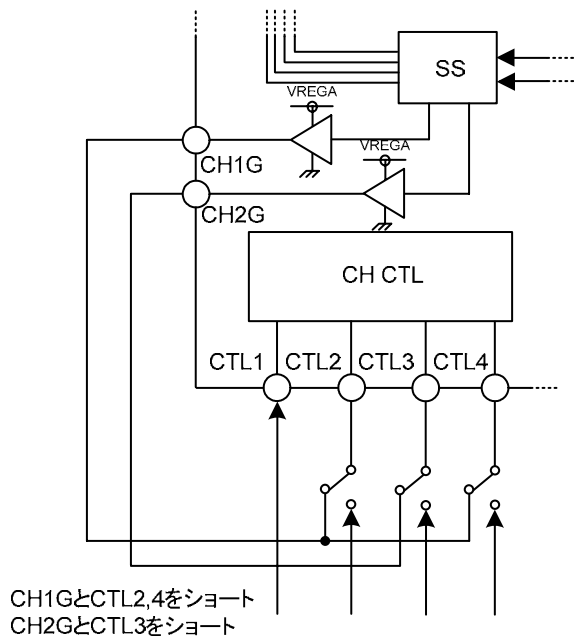 SS
VREGA
CH1G
VREGA
CH2G
CH CTL
CTL1
CTL2
CTL3
CTL4
CH1GとCTL2,4をショート
CH2GとCTL3をショート